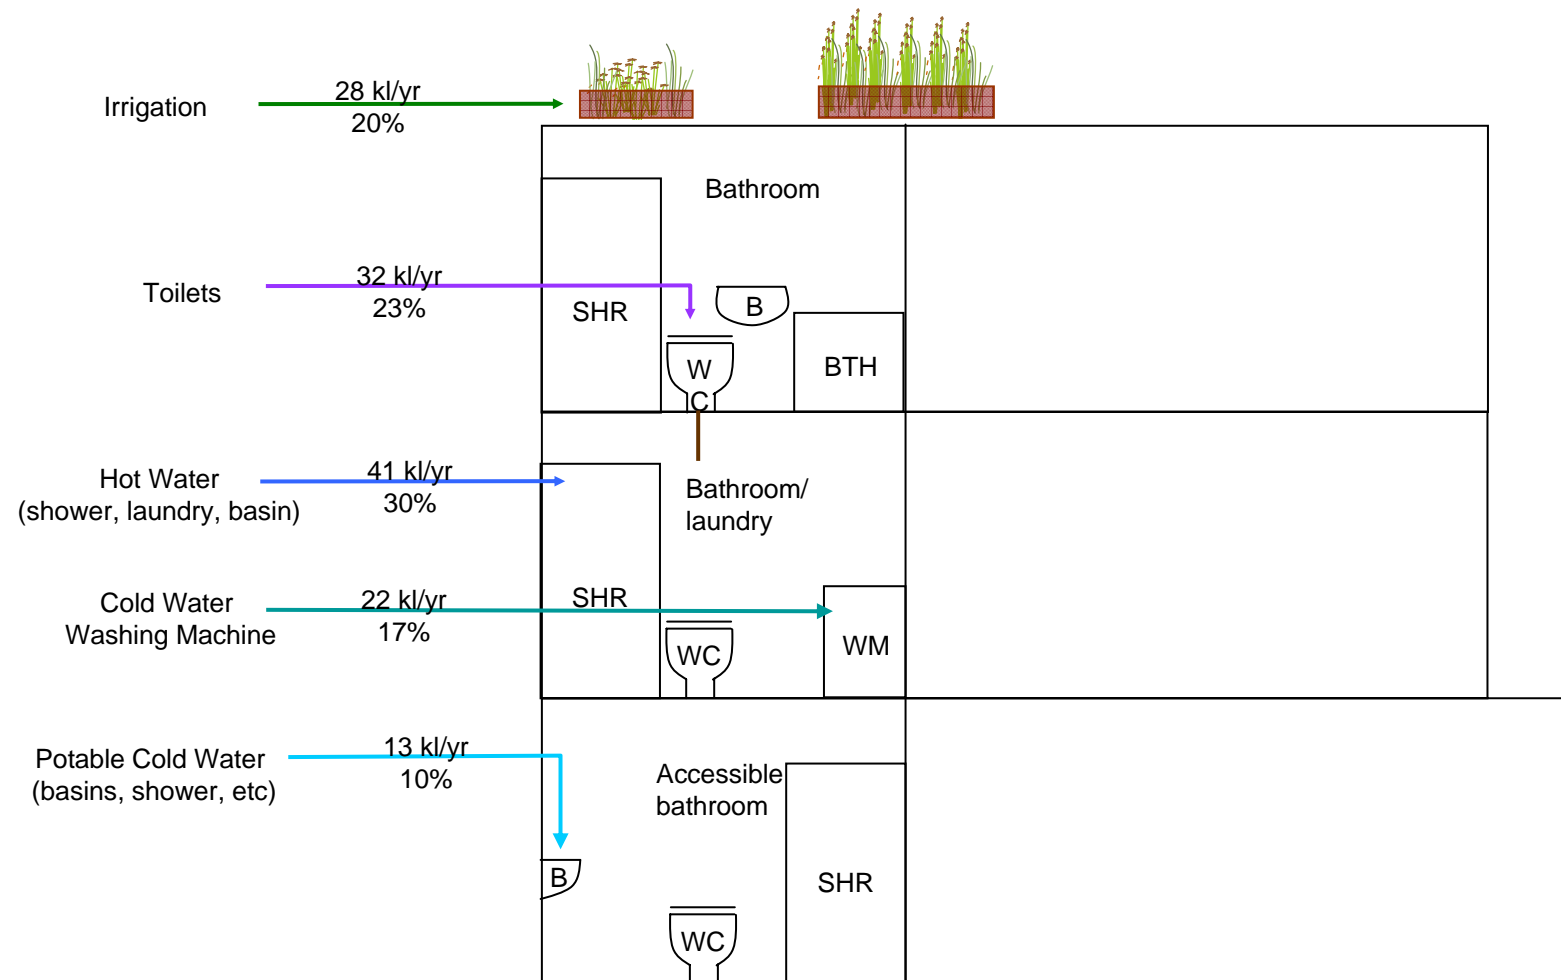 Irrigation
28 kl/yr
20%
Bathroom
Toilets
32 kl/yr
23%
SHR
B
W
C
BTH
Hot Water
(shower, laundry, basin)
41 kl/yr
30%
Bathroom/
laundry
Cold Water
Washing Machine
22 kl/yr
17%
SHR
WC
WM
Potable Cold Water
(basins, shower, etc)
13 kl/yr
10%
Accessible
bathroom
B
SHR
WC